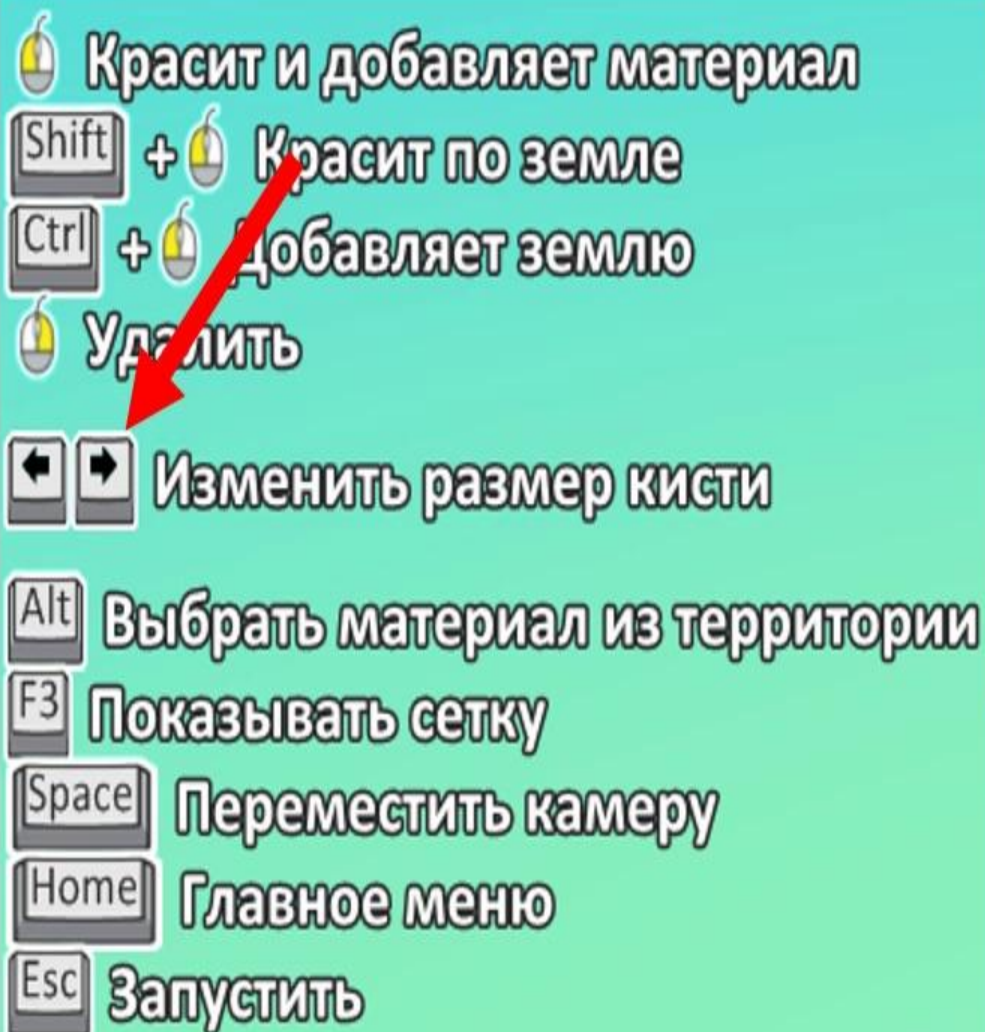 Красит и добавляет материал
Shift + Красит по земле
Ctrl + Добавляет землю
Удалить
Изменить размер кисти
Alt Выбрать материал из территории
F3 Показывать сетку
Space Переместить камеру
Home Главное меню
Esc Запустить